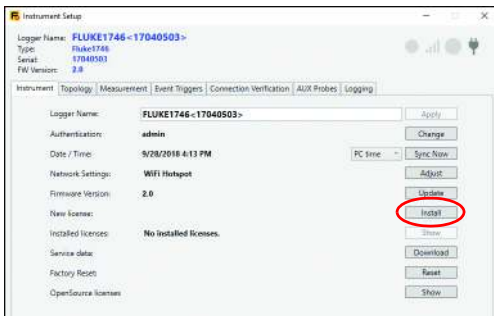 Instrument Setup
Logger Name: FLUKE1746<17040503>
Type: Fluke1746
Serial: 17040503
FW Version: 2.0
Instrument Topology Measurement Event Triggers Connection Verification AUX Probes Logging
Logger Name: FLUKE1746<17040503> Apply
Authentication: admin Change
Date / Time: 9/28/2018 4:13 PM PC time Sync Now
Network Settings: WiFi Hotspot Adjust
Firmware Version: 2.0 Update
New license: Install
Installed licenses: No installed licenses. Show
Service data: Download
Factory Reset: Reset
OpenSource licenses Show